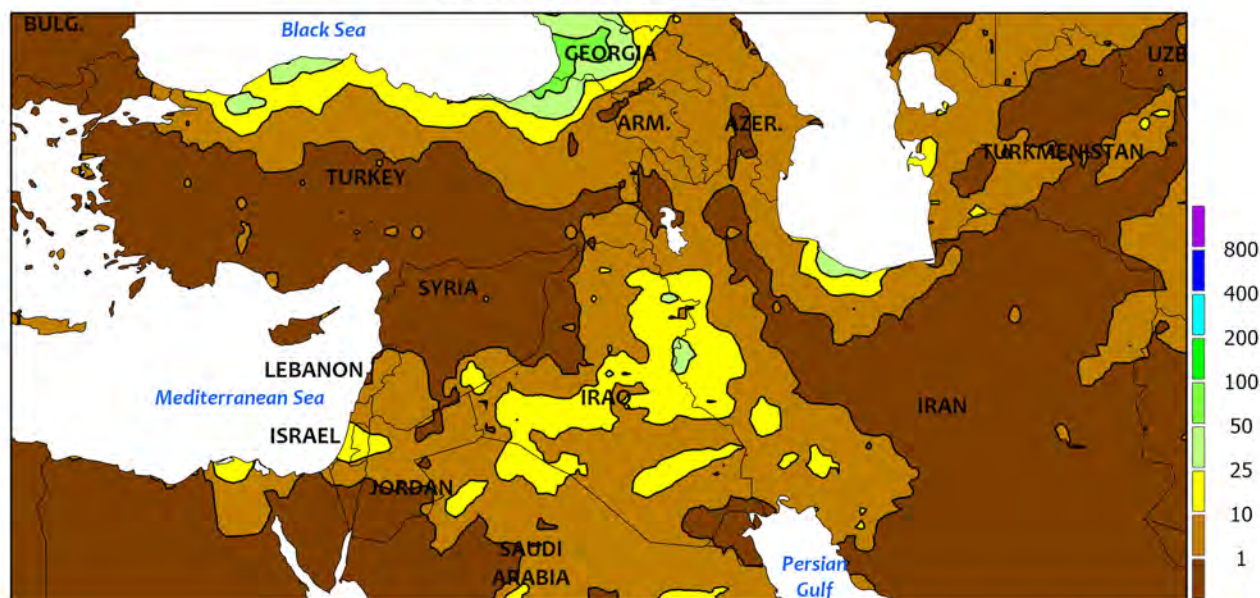 BULG.
Black Sea
GEORGIA
UZB
ARM.
AZER.
TURKMENISTAN
TURKEY
SYRIA
LEBANON
Mediterranean Sea
IRAQ
IRAN
ISRAEL
JORDAN
SAUDI
ARABIA
Persian
Gulf
800
400
200
100
50
25
10
1